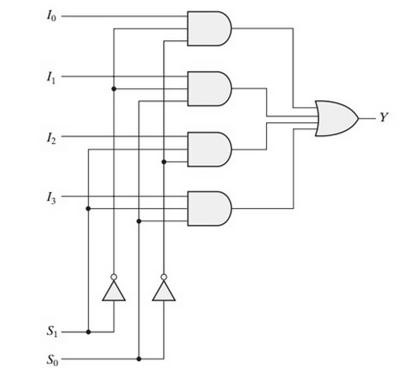 I₀
I₁
Y
I₂
I₃
S₁
S₀